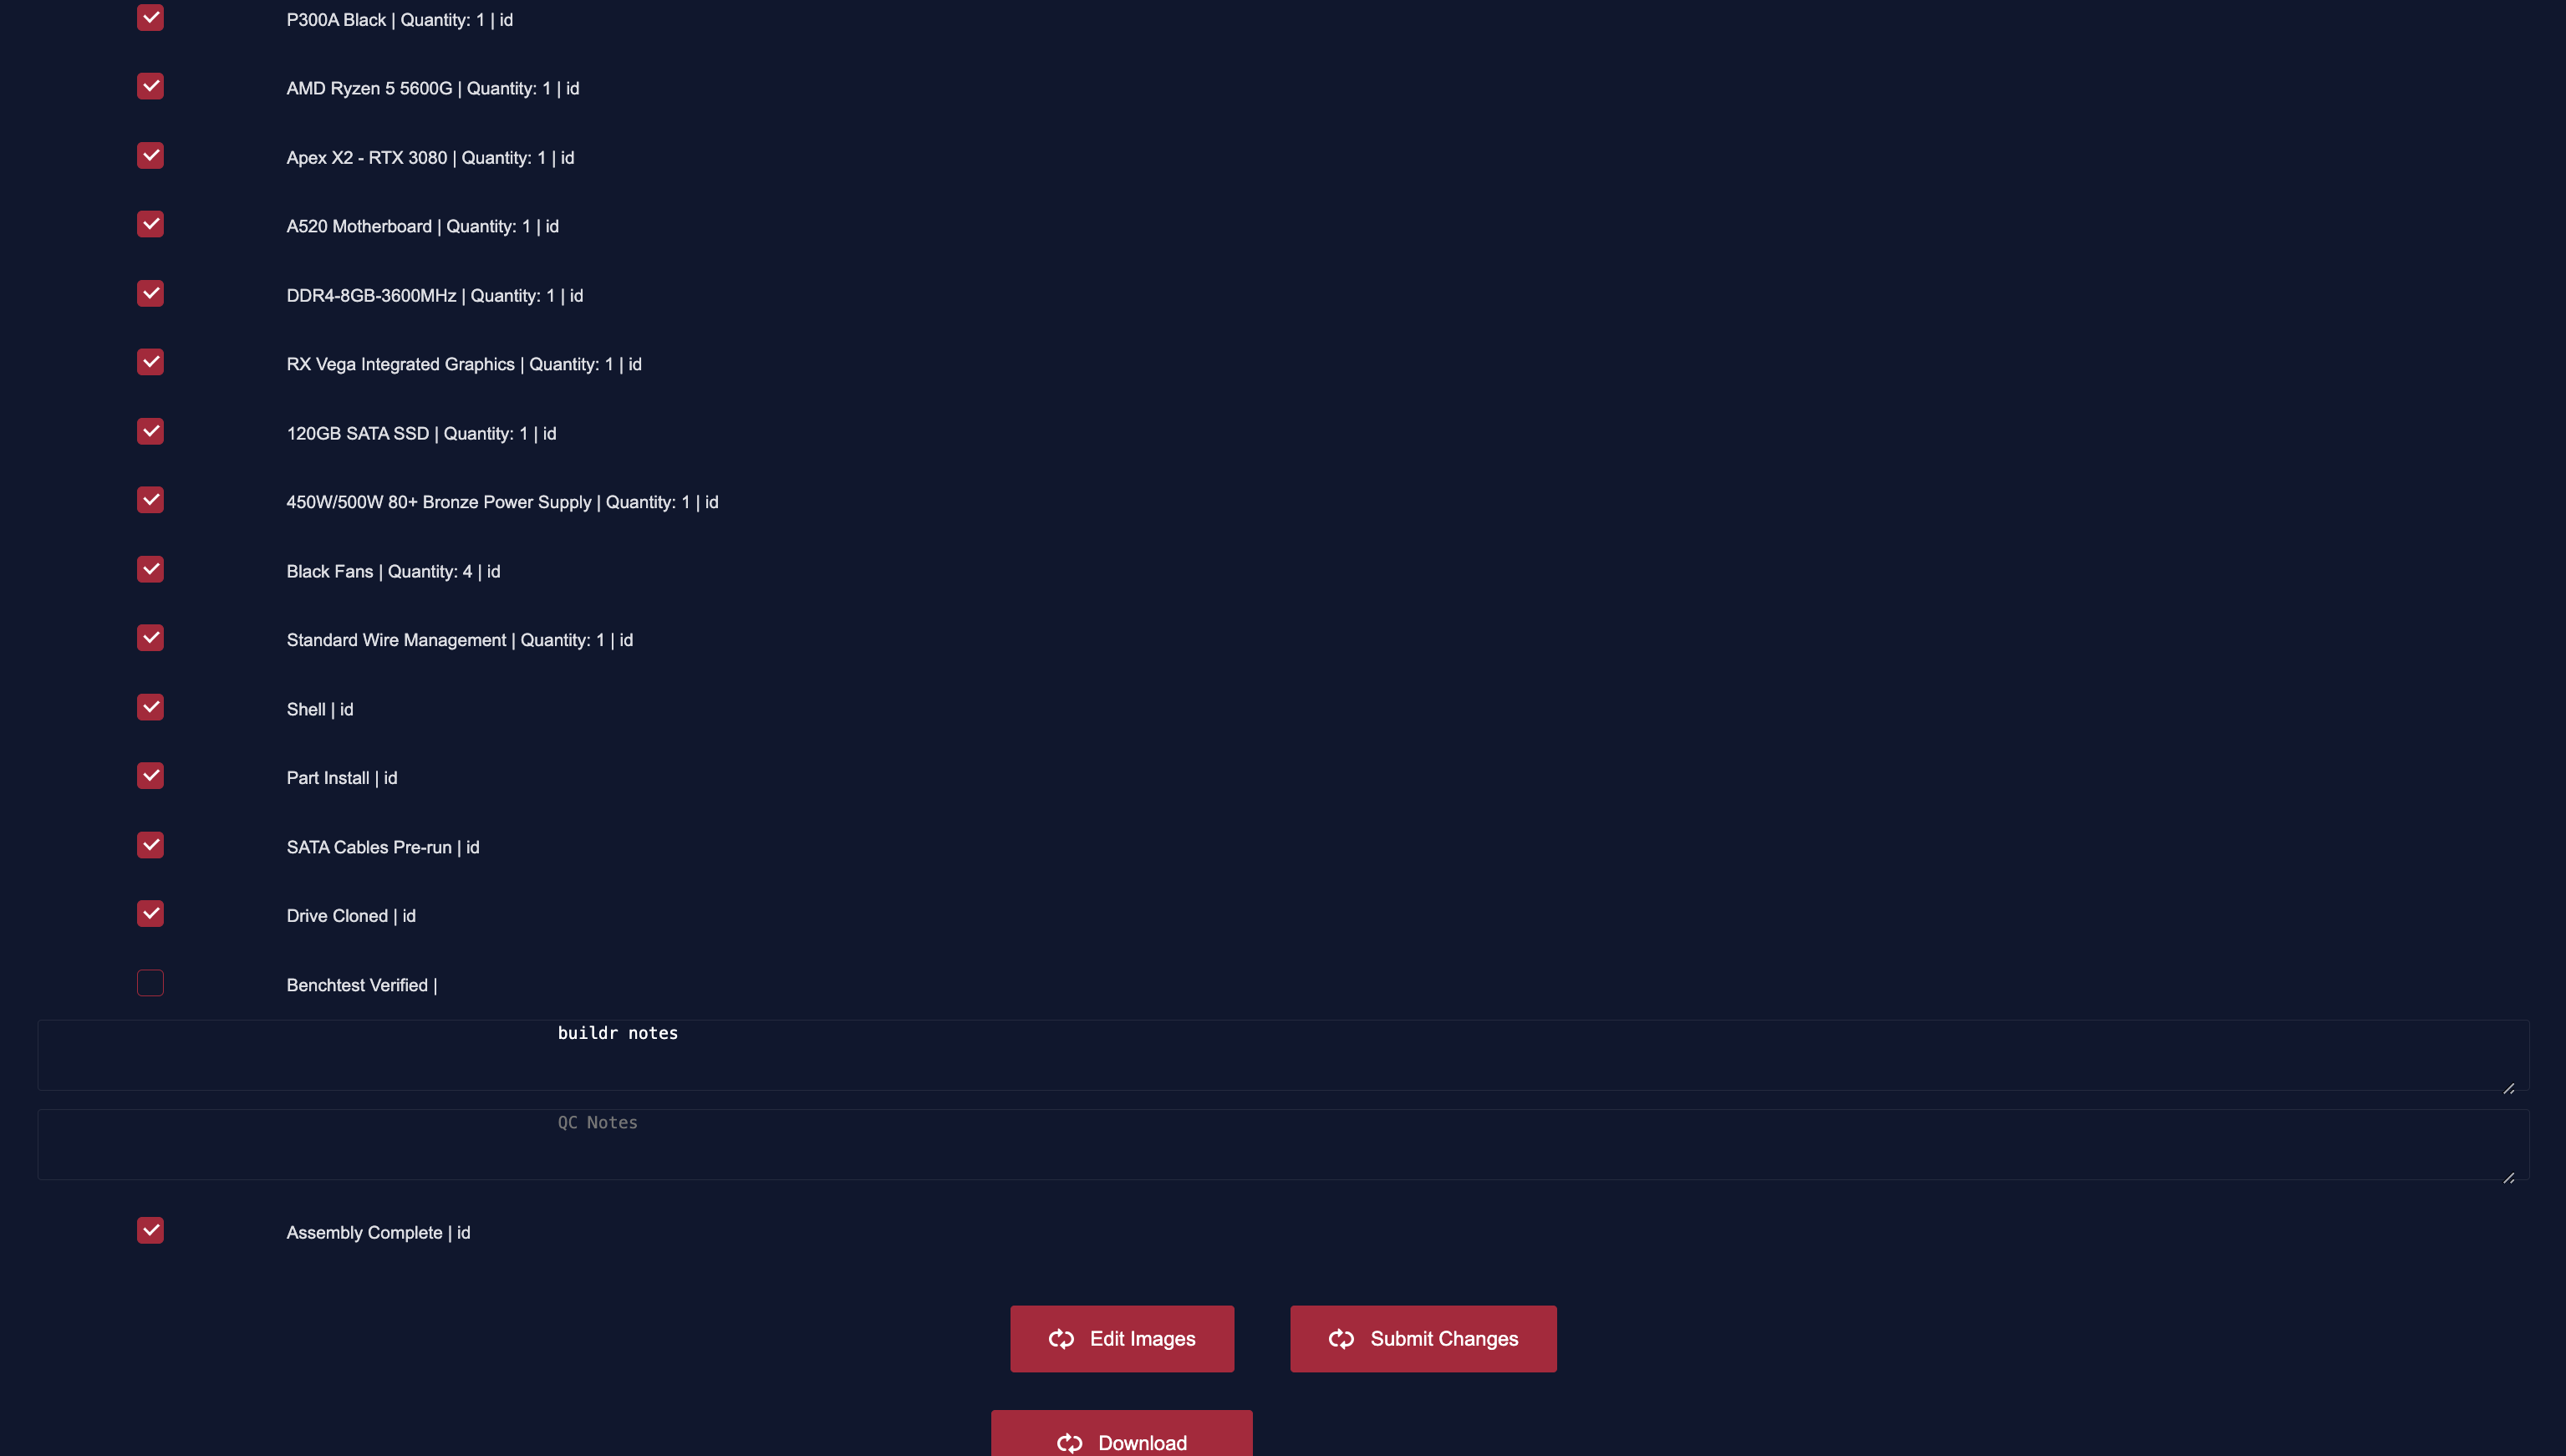 P300A Black | Quantity: 1 | id
AMD Ryzen 5 5600G | Quantity: 1 | id
Apex X2 - RTX 3080 | Quantity: 1 | id
A520 Motherboard | Quantity: 1 | id
DDR4-8GB-3600MHz | Quantity: 1 | id
RX Vega Integrated Graphics | Quantity: 1 | id
120GB SATA SSD | Quantity: 1 | id
450W/500W 80+ Bronze Power Supply | Quantity: 1 | id
Black Fans | Quantity: 4 | id
Standard Wire Management | Quantity: 1 | id
Shell | id
Part Install | id
SATA Cables Pre-run | id
Drive Cloned | id
Benchtest Verified |
buildr notes
QC Notes
Assembly Complete | id
Edit Images
Submit Changes
Download